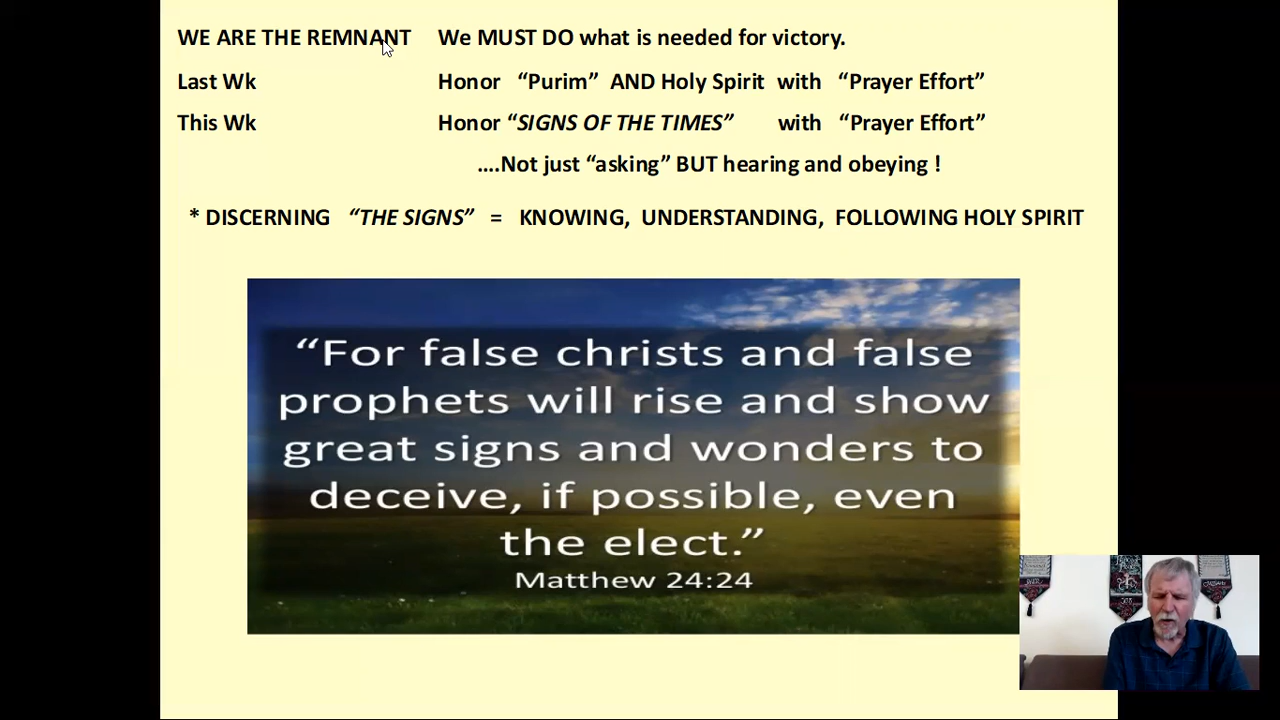 WE ARE THE REMNANT We MUST DO what is needed for victory.
Last Wk Honor “Purim” AND Holy Spirit with “Prayer Effort”
This Wk Honor “SIGNS OF THE TIMES” with “Prayer Effort”
....Not just “asking” BUT hearing and obeying !
* DISCERNING “THE SIGNS” = KNOWING, UNDERSTANDING, FOLLOWING HOLY SPIRIT
“For false christs and false
prophets will rise and show
great signs and wonders to
deceive, if possible, even
the elect.”
Matthew 24:24